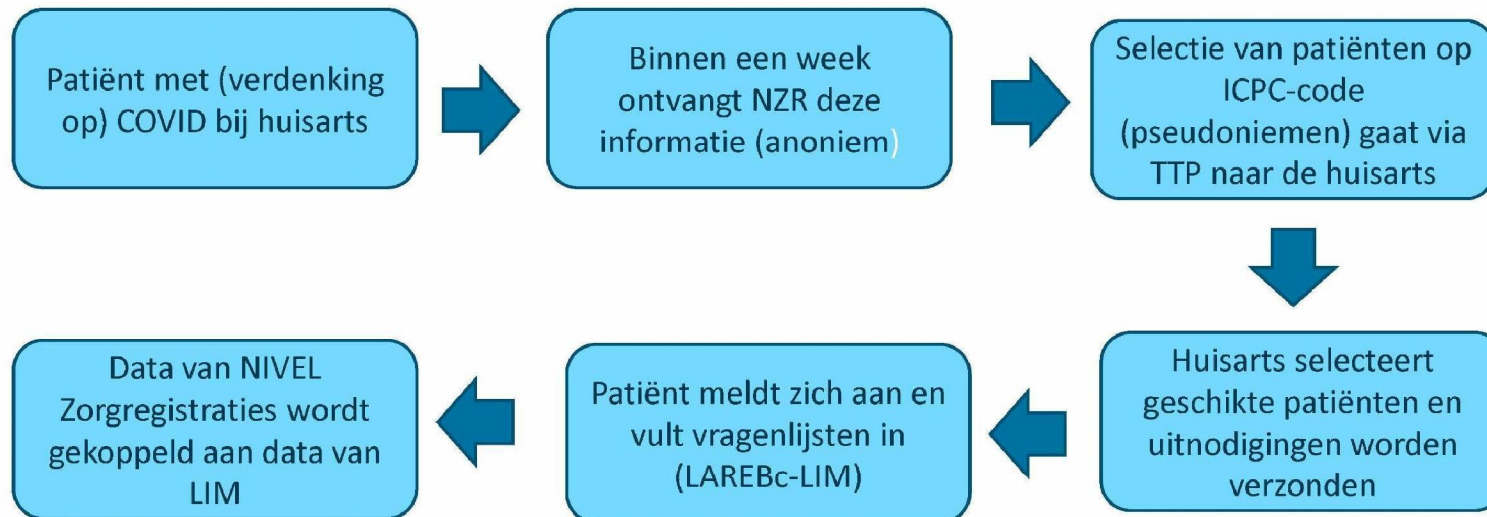 Patiënt met (verdenking
op) COVID bij huisarts
Binnen een week
ontvangt NZR deze
informatie (anoniem)
Selectie van patiënten op
ICPC-code
(pseudoniemen) gaat via
TTP naar de huisarts
Huisarts selecteert
geschikte patiënten en
uitnodigingen worden
verzonden
Patiënt meldt zich aan en
vult vragenlijsten in
(LAREBc-LIM)
Data van NIVEL
Zorgregistraties wordt
gekoppeld aan data van
LIM